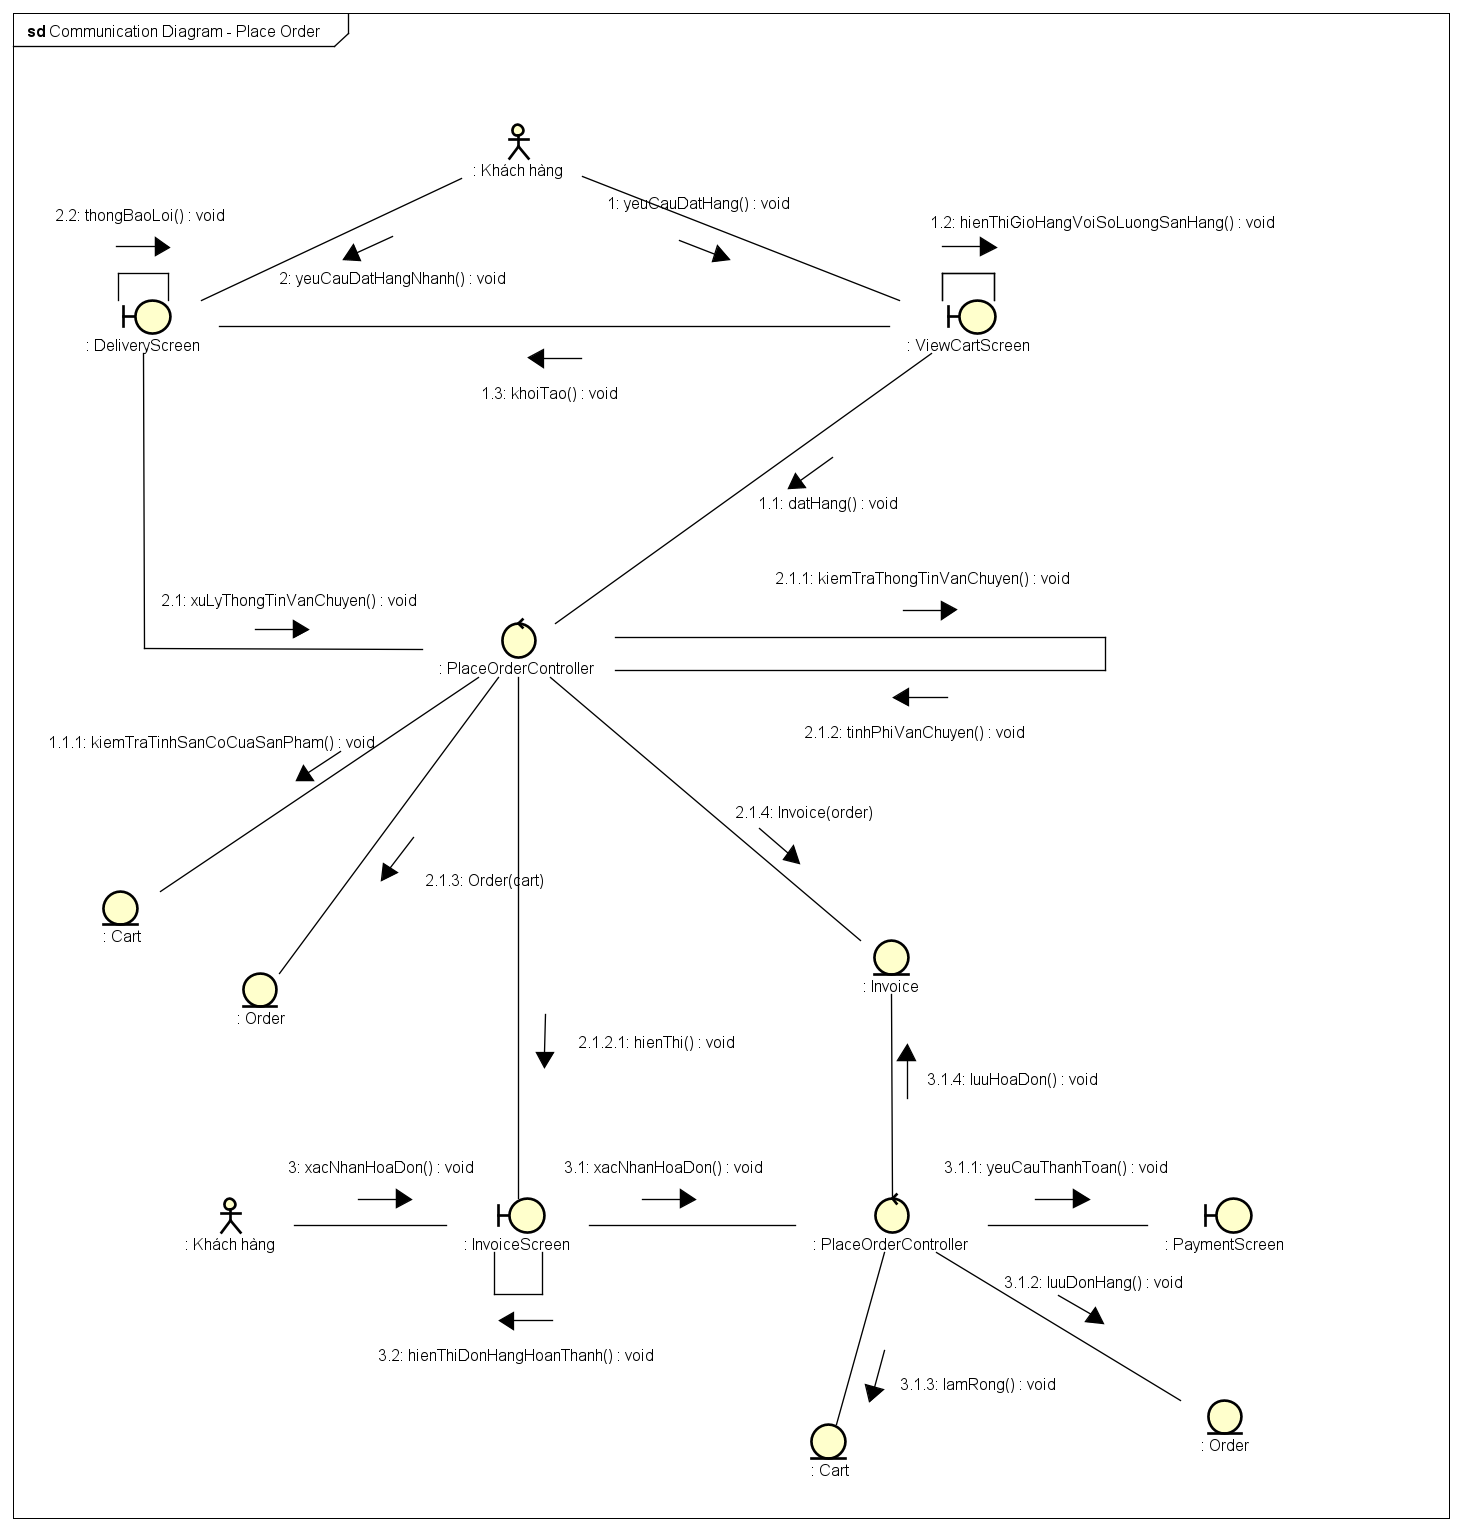 sd Communication Diagram - Place Order
: Khách hàng
1: yeuCauDatHang() : void
2.2: thongBaoLoi() : void
1.2: hienThiGioHangVoiSoLuongSanHang() : void
2: yeuCauDatHangNhanh() : void
: DeliveryScreen
: ViewCartScreen
1.3: khoiTao() : void
1.1: datHang() : void
2.1.1: kiemTraThongTinVanChuyen() : void
2.1: xuLyThongTinVanChuyen() : void
: PlaceOrderController
2.1.2: tinhPhiVanChuyen() : void
1.1.1: kiemTraTinhSanCoCuaSanPham() : void
2.1.4: Invoice(order)
2.1.3: Order(cart)
: Cart
: Invoice
: Order
2.1.2.1: hienThi() : void
3.1.4: luuHoaDon() : void
3: xacNhanHoaDon() : void
3.1: xacNhanHoaDon() : void
3.1.1: yeuCauThanhToan() : void
: Khách hàng
: InvoiceScreen
: PlaceOrderController
: PaymentScreen
3.1.2: luuDonHang() : void
3.2: hienThiDonHangHoanThanh() : void
3.1.3: lamRong() : void
: Order
: Cart